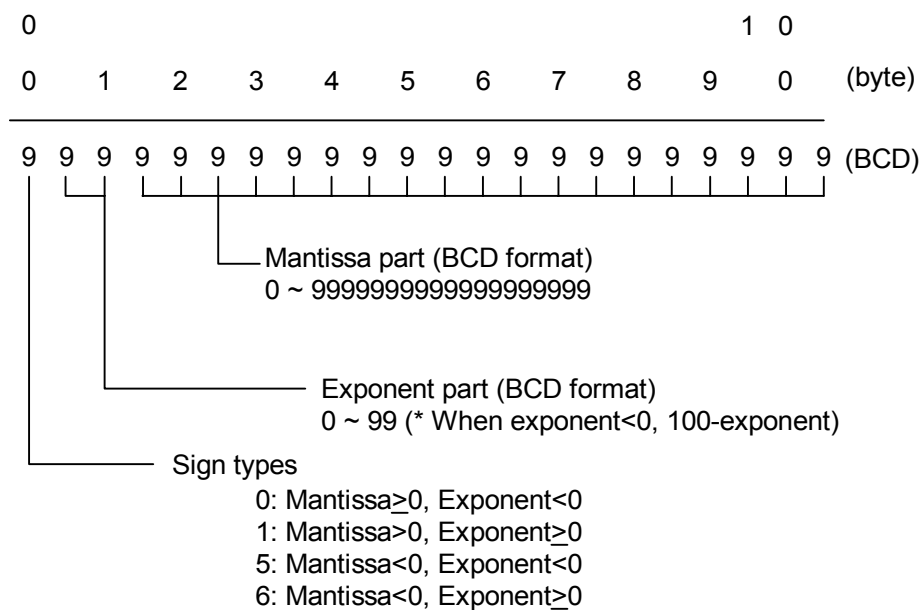 0 1 0
0 1 2 3 4 5 6 7 8 9 0 (byte)
9 9 9 9 9 9 9 9 9 9 9 9 9 9 9 9 9 9 9 9 9 9 (BCD)
Mantissa part (BCD format)
0 ~ 9999999999999999999
Exponent part (BCD format)
0 ~ 99 (* When exponent<0, 100-exponent)
Sign types
0: Mantissa>0, Exponent<0
1: Mantissa>0, Exponent>0
5: Mantissa<0, Exponent<0
6: Mantissa<0, Exponent>0